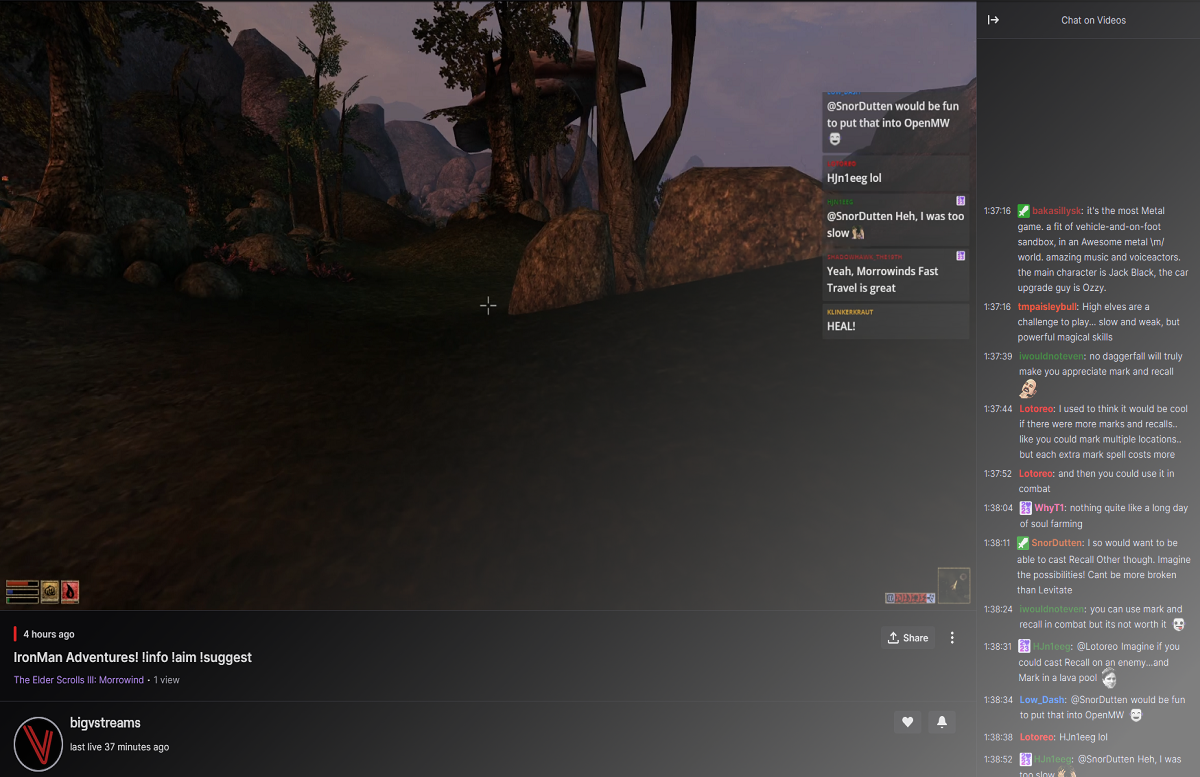 @SnorDutten would be fun
to put that into OpenMW
HJn1eeg lol
HJN1EEG
@SnorDutten Heh, I was too
slow
Yeah, Morrowinds Fast
Travel is great
KLINKERKRAUT
HEAL!
4 hours ago
IronMan Adventures! !info !aim !suggest
The Elder Scrolls III: Morrowind • 1 view
Share
bigvstreams
last live 37 minutes ago
Chat on Videos
1:37:16 bakasillysk: it's the most Metal
game. a fit of vehicle-and-on-foot
sandbox, in an Awesome metal \m/
world. amazing music and voiceactors.
the main character is Jack Black, the car
upgrade guy is Ozzy.
1:37:16 tmpaisleybull: High elves are a
challenge to play... slow and weak, but
powerful magical skills
1:37:39 iwouldnoteven: no daggerfall will truly
make you appreciate mark and recall
1:37:44 Lotoreo: I used to think it would be cool
if there were more marks and recalls..
like you could mark multiple locations..
but each extra mark spell costs more
1:37:52 Lotoreo: and then you could use it in
combat
1:38:04 WhyT1: nothing quite like a long day
of soul farming
1:38:11 SnorDutten: I so would want to be
able to cast Recall Other though. Imagine
the possibilities! Cant be more broken
than Levitate
1:38:24 iwouldnoteven: you can use mark and
recall in combat but its not worth it
1:38:31 HJn1eeg: @Lotoreo Imagine if you
could cast Recall on an enemy...and
Mark in a lava pool
1:38:34 Low_Dash: @SnorDutten would be fun
to put that into OpenMW
1:38:38 Lotoreo: HJn1eeg lol
1:38:52 HJn1eeg: @SnorDutten Heh, I was
too slow